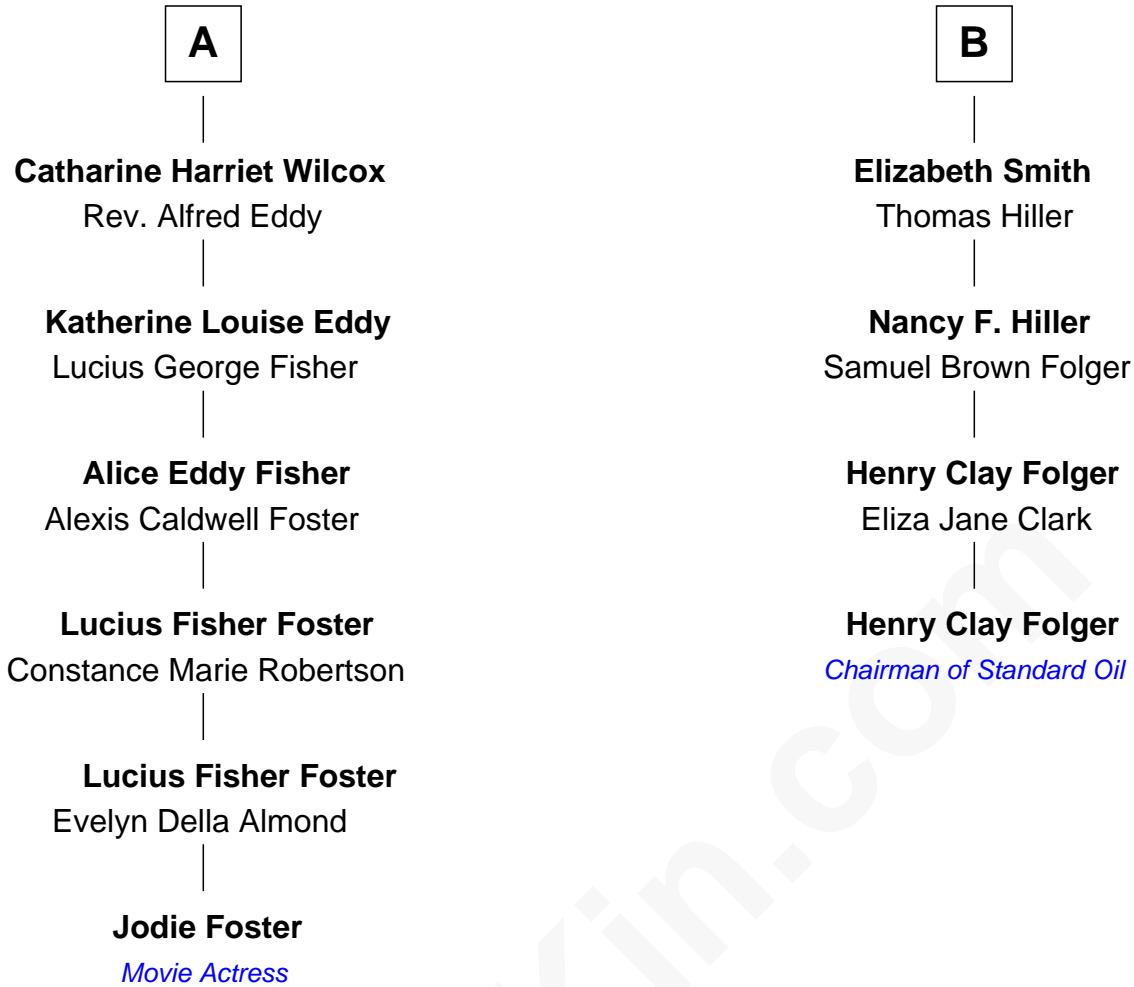 A
Catharine Harriet Wilcox
Rev. Alfred Eddy
Katherine Louise Eddy
Lucius George Fisher
Alice Eddy Fisher
Alexis Caldwell Foster
Lucius Fisher Foster
Constance Marie Robertson
Lucius Fisher Foster
Evelyn Della Almond
Jodie Foster
Movie Actress
B
Elizabeth Smith
Thomas Hiller
Nancy F. Hiller
Samuel Brown Folger
Henry Clay Folger
Eliza Jane Clark
Henry Clay Folger
Chairman of Standard Oil